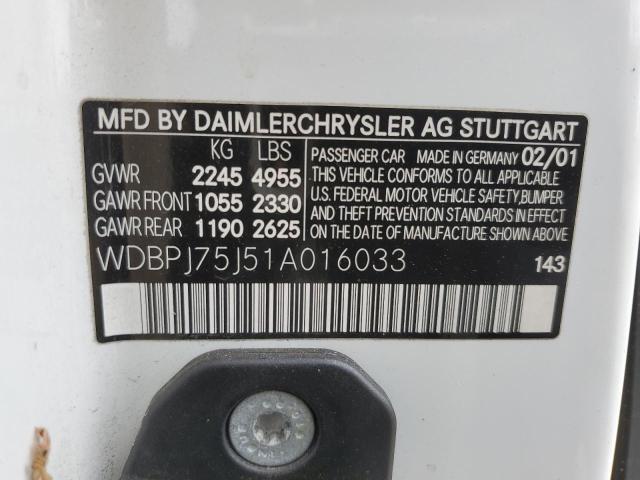 MFD BY DAIMLERCHRYSLER AG STUTTGART
KG LBS
GVWR 2245 4955
GAWR FRONT 1055 2330
GAWR REAR 1190 2625
PASSENGER CAR MADE IN GERMANY 02/01
THIS VEHICLE CONFORMS TO ALL APPLICABLE
U.S. FEDERAL MOTOR VEHICLE SAFETY, BUMPER
AND THEFT PREVENTION STANDARDS IN EFFECT
ON THE DATE OF MANUFACTURE SHOWN ABOVE.
WDBPJ75J51A016033 143